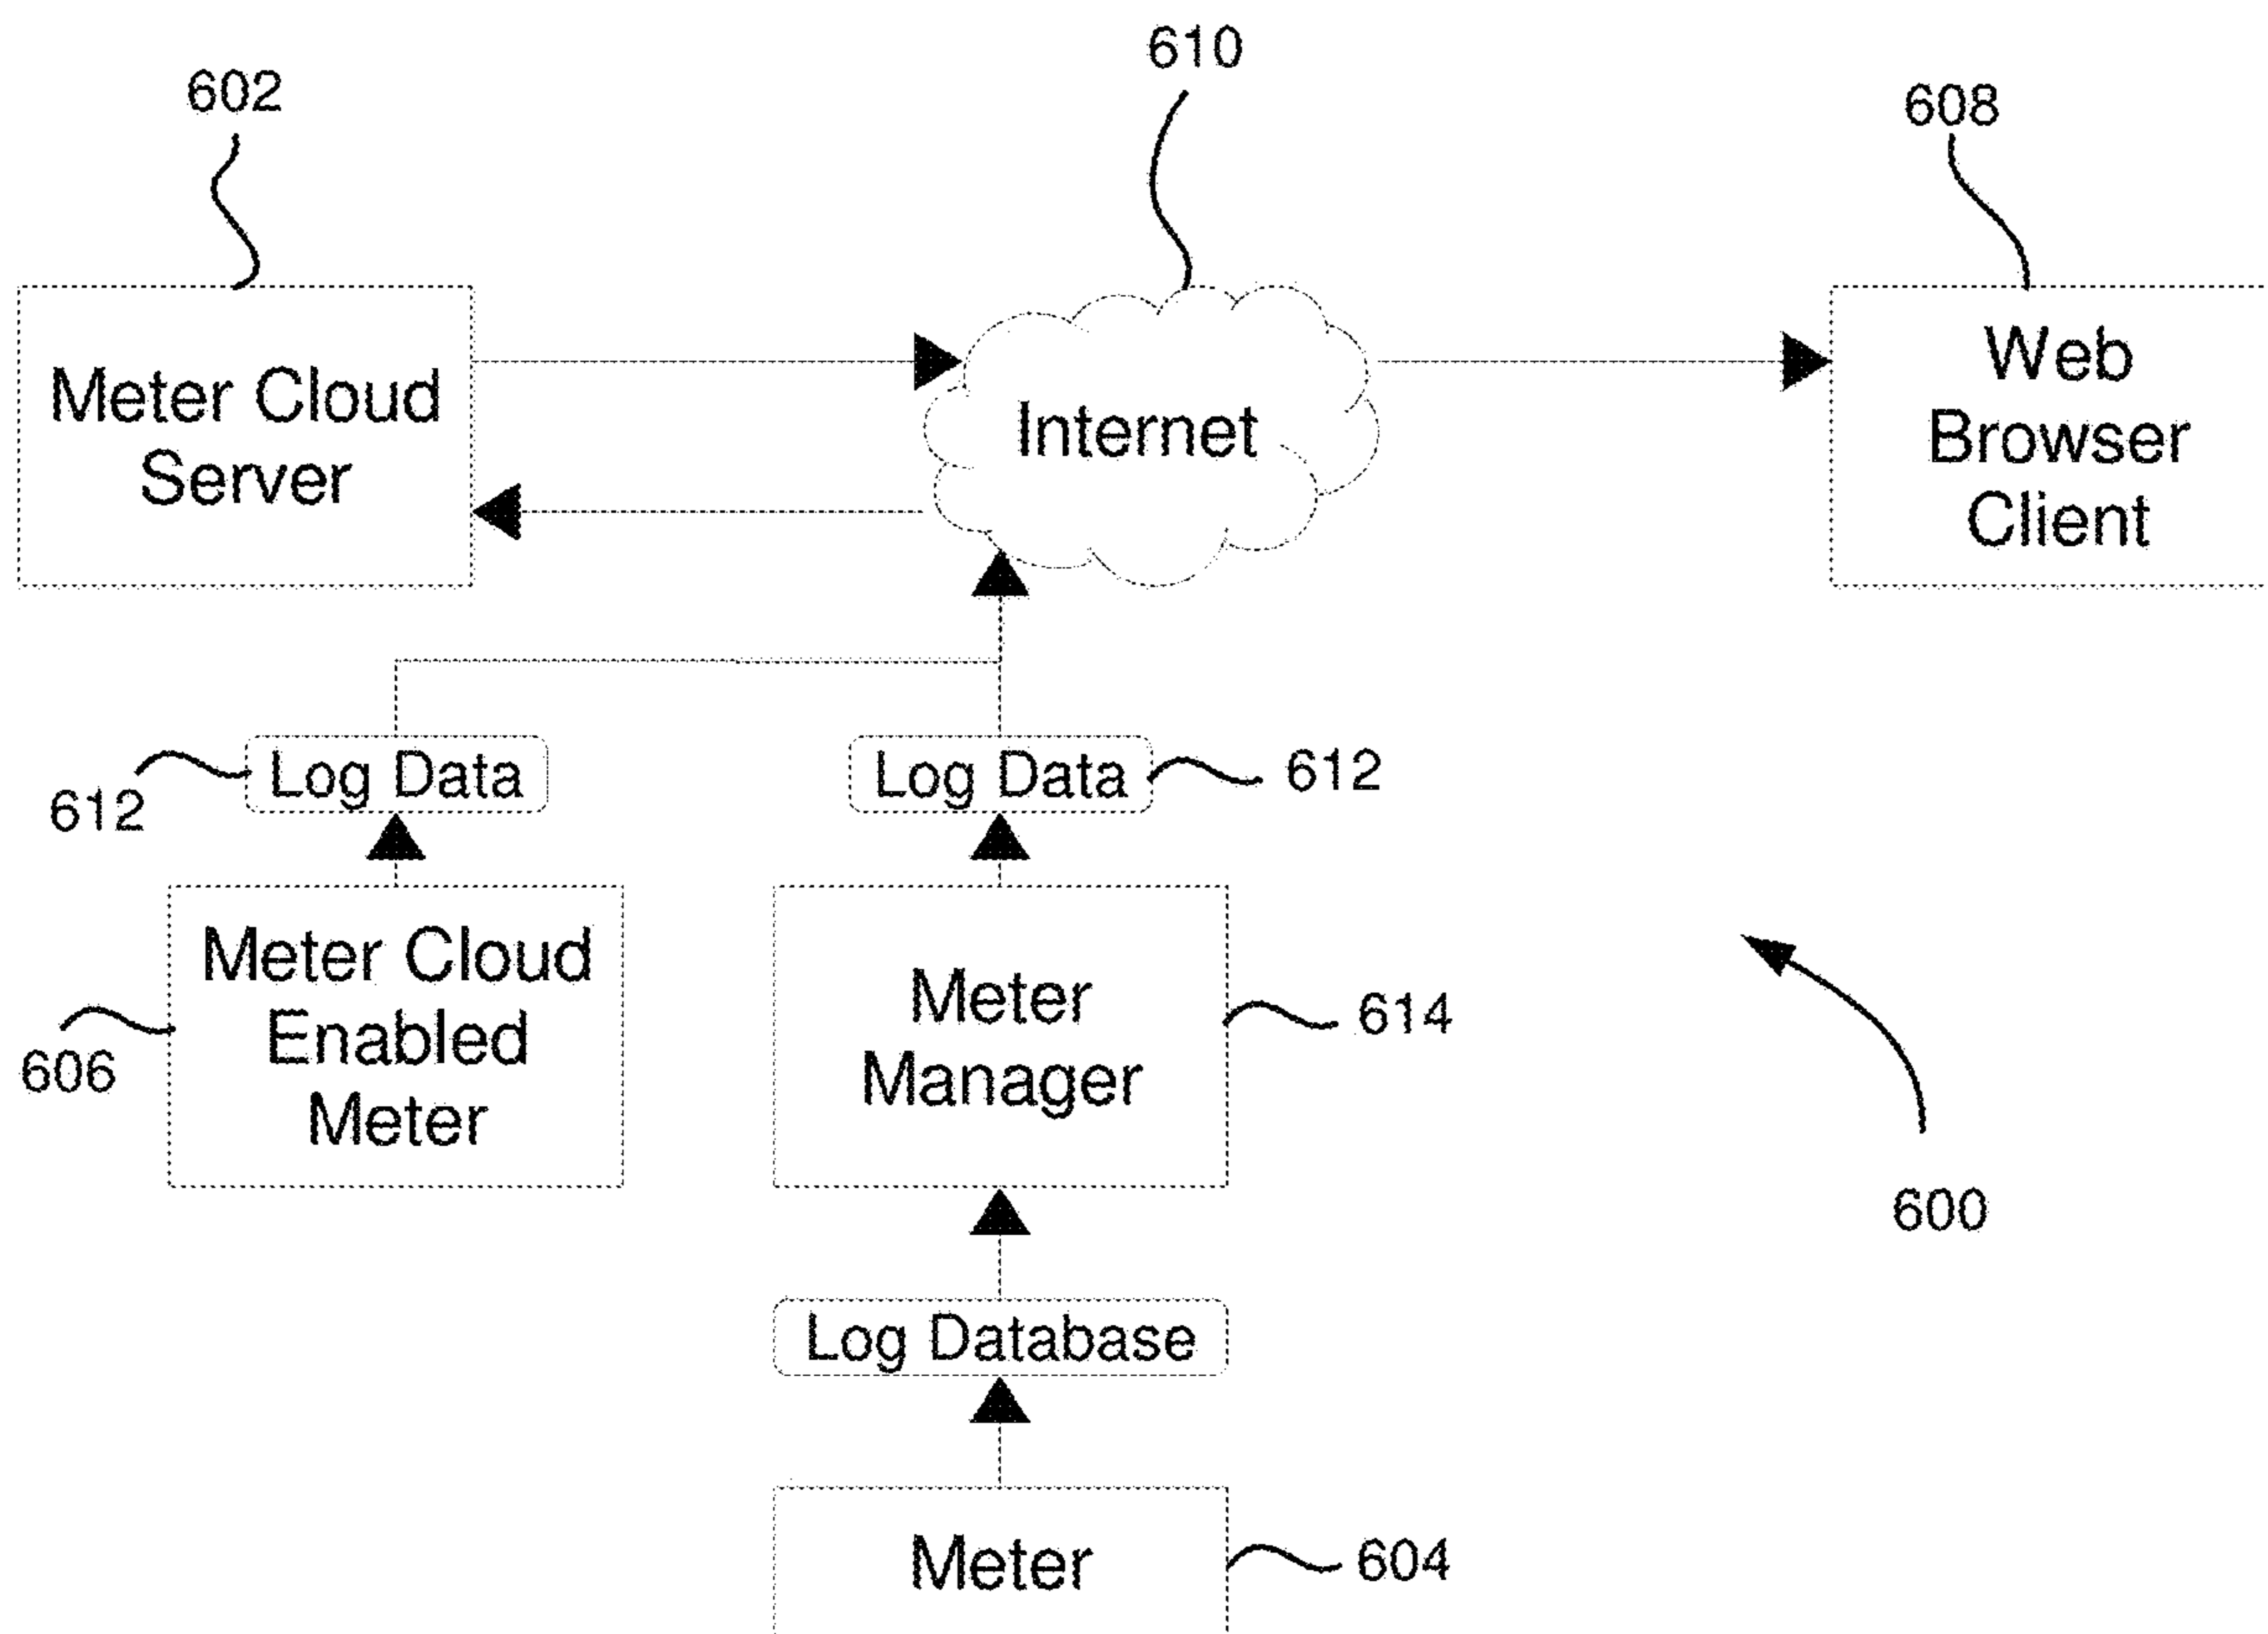 610
602
608
Meter Cloud
Server
Internet
Web
Browser
Client
Log Data
612
Log Data
612
Meter Cloud
Enabled
Meter
606
Meter
Manager
614
600
Log Database
Meter
604